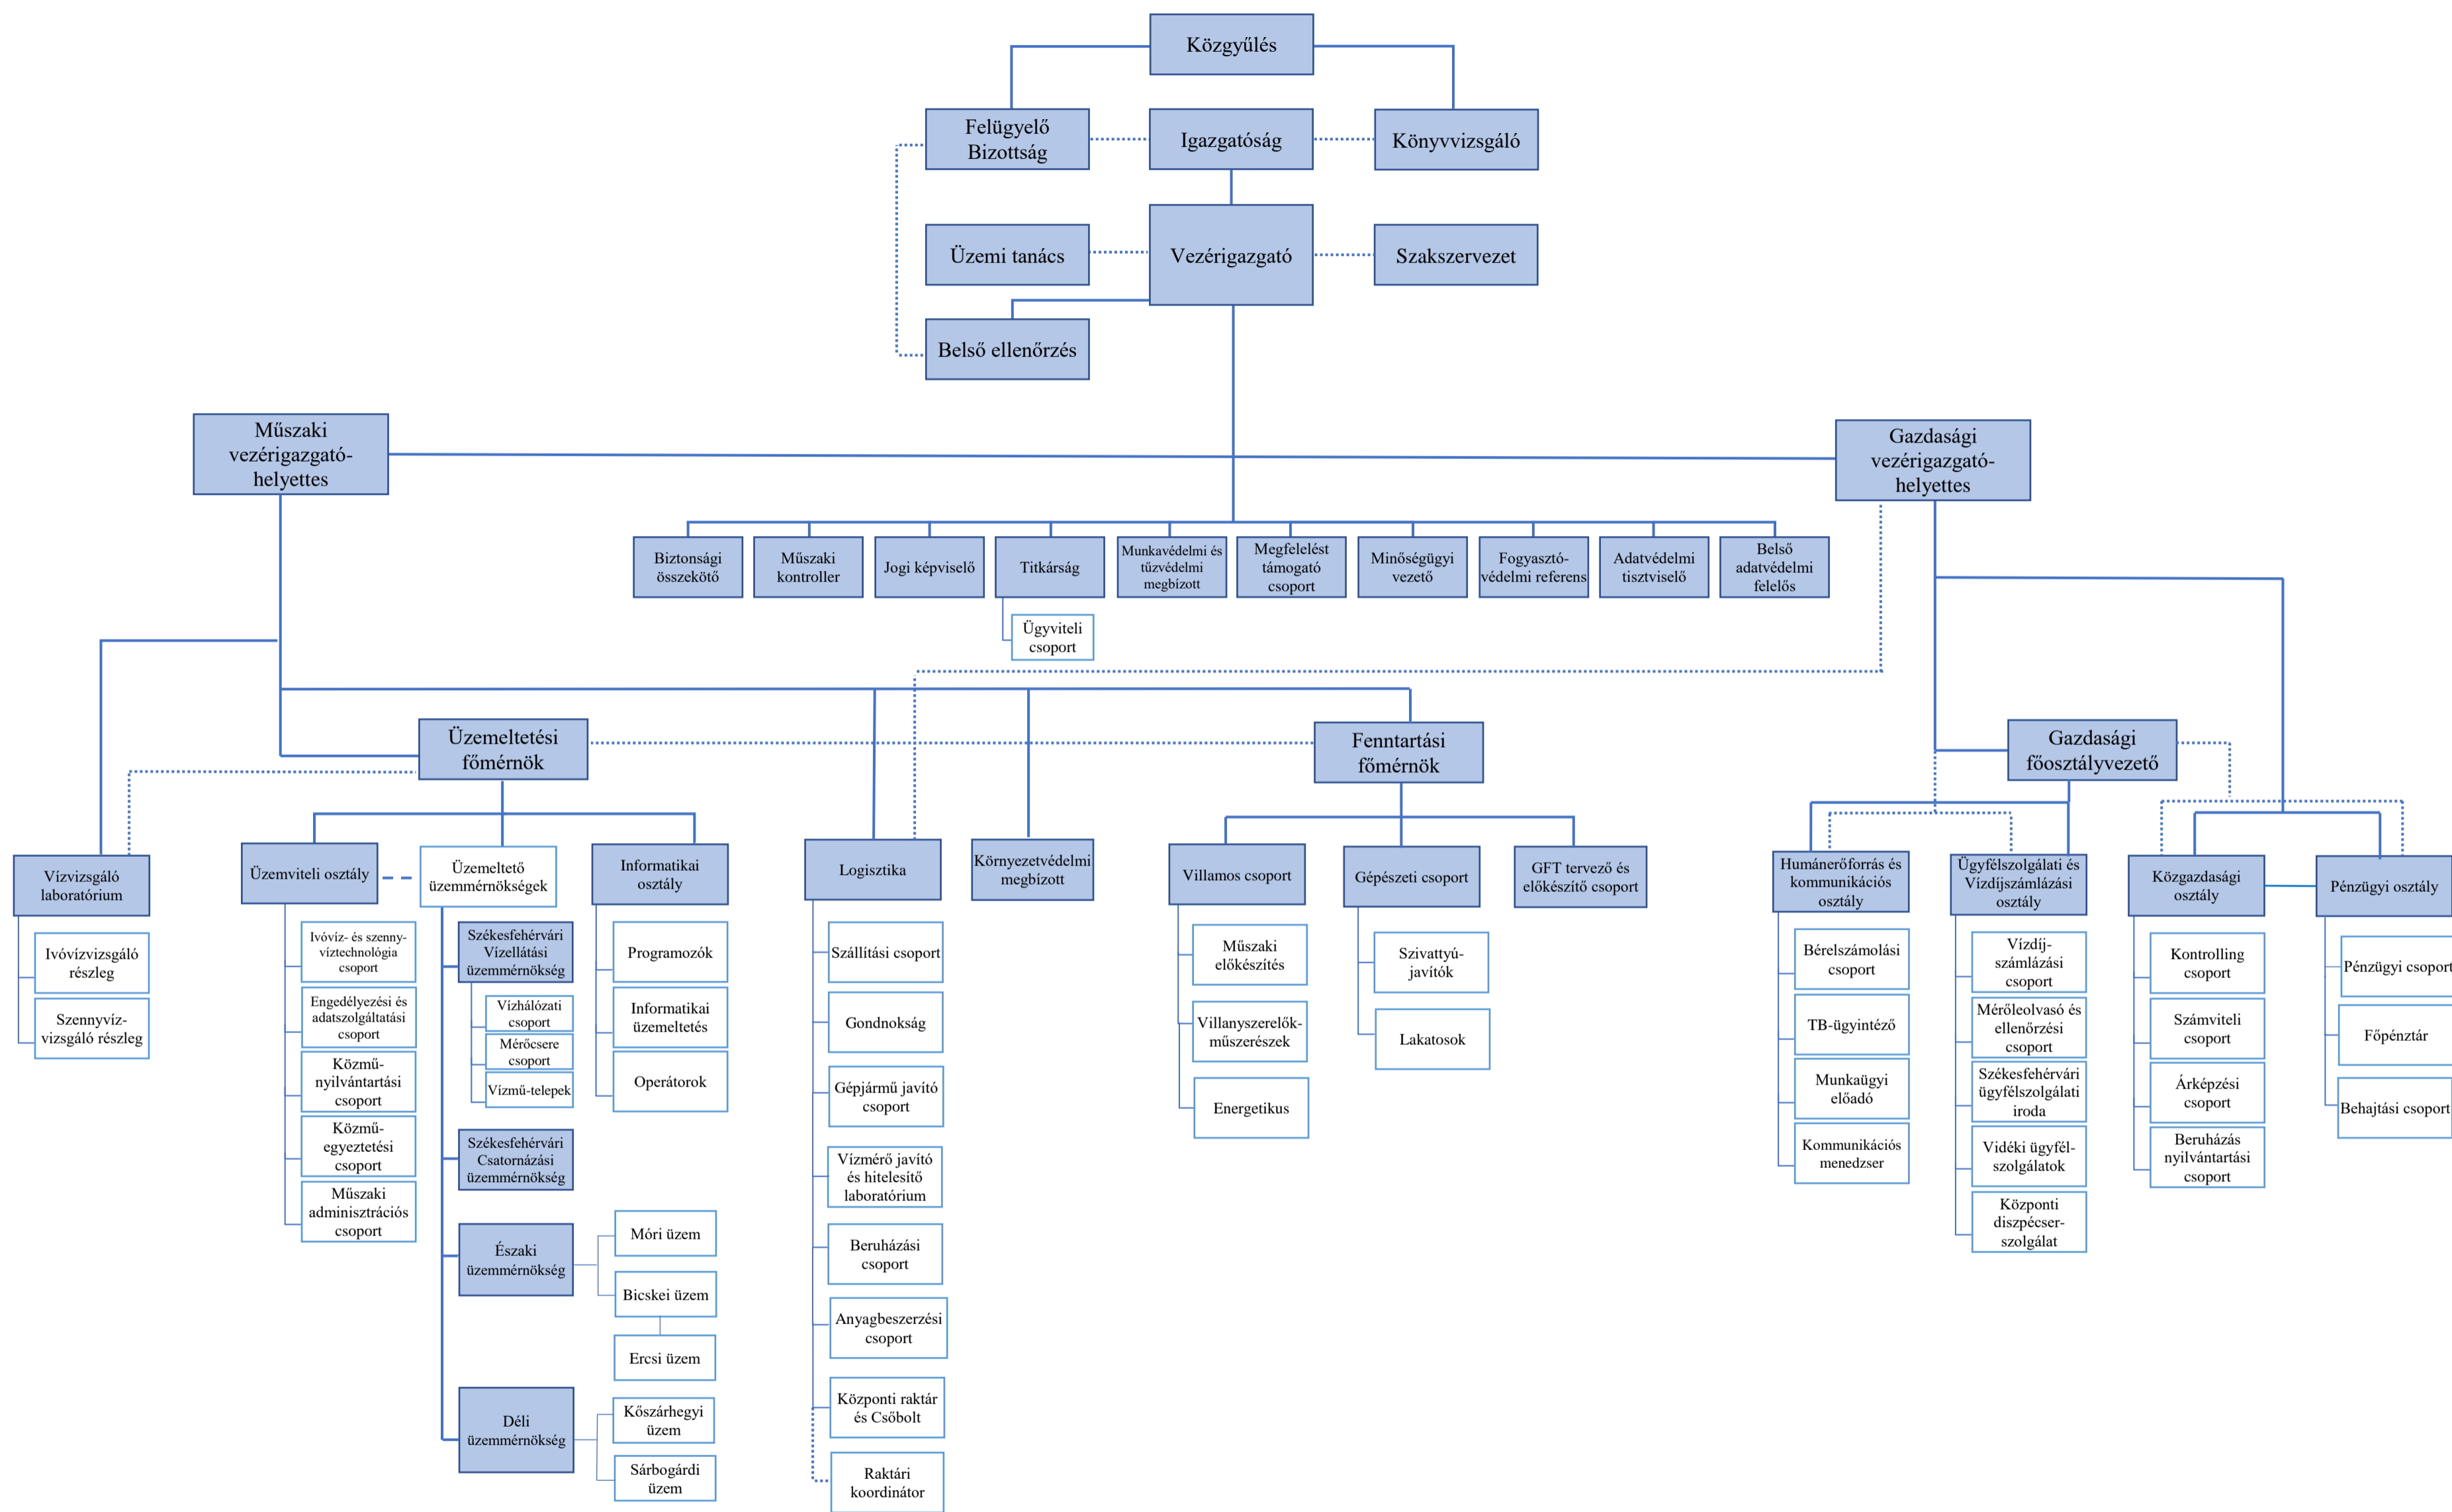 Közgyűlés
Felügyelő
Bizottság
Igazgatóság
Könyvvizsgáló
Üzemi tanács
Vezérigazgató
Szakszervezet
Belső ellenőrzés
Műszaki
vezérigazgató-
helyettes
Gazdasági
vezérigazgató-
helyettes
Biztonsági
összekötő
Műszaki
kontroller
Jogi képviselő
Titkárság
Munkavédelmi és
tűzvédelmi
megbízott
Megfelelést
támogató
csoport
Minőségügyi
vezető
Fogyasztó-
védelmi referens
Adatvédelmi
tisztviselő
Belső
adatvédelmi
felelős
Ügyviteli
csoport
Üzemeltetési
főmérnök
Fenntartási
főmérnök
Gazdasági
főosztályvezető
Vízvizsgáló
laboratórium
Ivóvízvizsgáló
részleg
Szennyvíz-
vizsgáló részleg
Üzemviteli osztály
Ivóvíz- és szenny-
víztechnológia
csoport
Engedélyezési és
adatszolgáltatási
csoport
Közmű-
nyilvántartási
csoport
Közmű-
egyeztetési
csoport
Műszaki
adminisztrációs
csoport
Üzemeltető
üzemmérnökségek
Székesfehérvári
Vízellátási
üzemmérnökség
Vízhálózati
csoport
Mérőcsere
csoport
Vízmű-telepek
Székesfehérvári
Csatornázási
üzemmérnökség
Északi
üzemmérnökség
Móri üzem
Bicskei üzem
Ercsi üzem
Déli
üzemmérnökség
Kőszárhegyi
üzem
Sárbogárdi
üzem
Informatikai
osztály
Programozók
Informatikai
üzemeltetés
Operátorok
Logisztika
Szállítási csoport
Gondnokság
Gépjármű javító
csoport
Vízmérő javító
és hitelesítő
laboratórium
Beruházási
csoport
Anyagbeszerzési
csoport
Központi raktár
és Csőbolt
Raktári
koordinátor
Környezetvédelmi
megbízott
Villamos csoport
Műszaki
előkészítés
Villanyszerelők-
műszerészek
Energetikus
Gépészeti csoport
Szivattyú-
javítók
Lakatosok
GFT tervező és
előkészítő csoport
Humánerőforrás és
kommunikációs
osztály
Bérelszámolási
csoport
TB-ügyintéző
Munkaügyi
előadó
Kommunikációs
menedzser
Ügyfélszolgálati és
Vízdíjszámlázási
osztály
Vízdíj-
számlázási
csoport
Mérőleolvasó és
ellenőrzési
csoport
Székesfehérvári
ügyfélszolgálati
iroda
Vidéki ügyfél-
szolgálatok
Központi
diszpécser-
szolgálat
Közgazdasági
osztály
Kontrolling
csoport
Számviteli
csoport
Árképzési
csoport
Beruházás
nyilvántartási
csoport
Pénzügyi osztály
Pénzügyi csoport
Főpénztár
Behajtási csoport